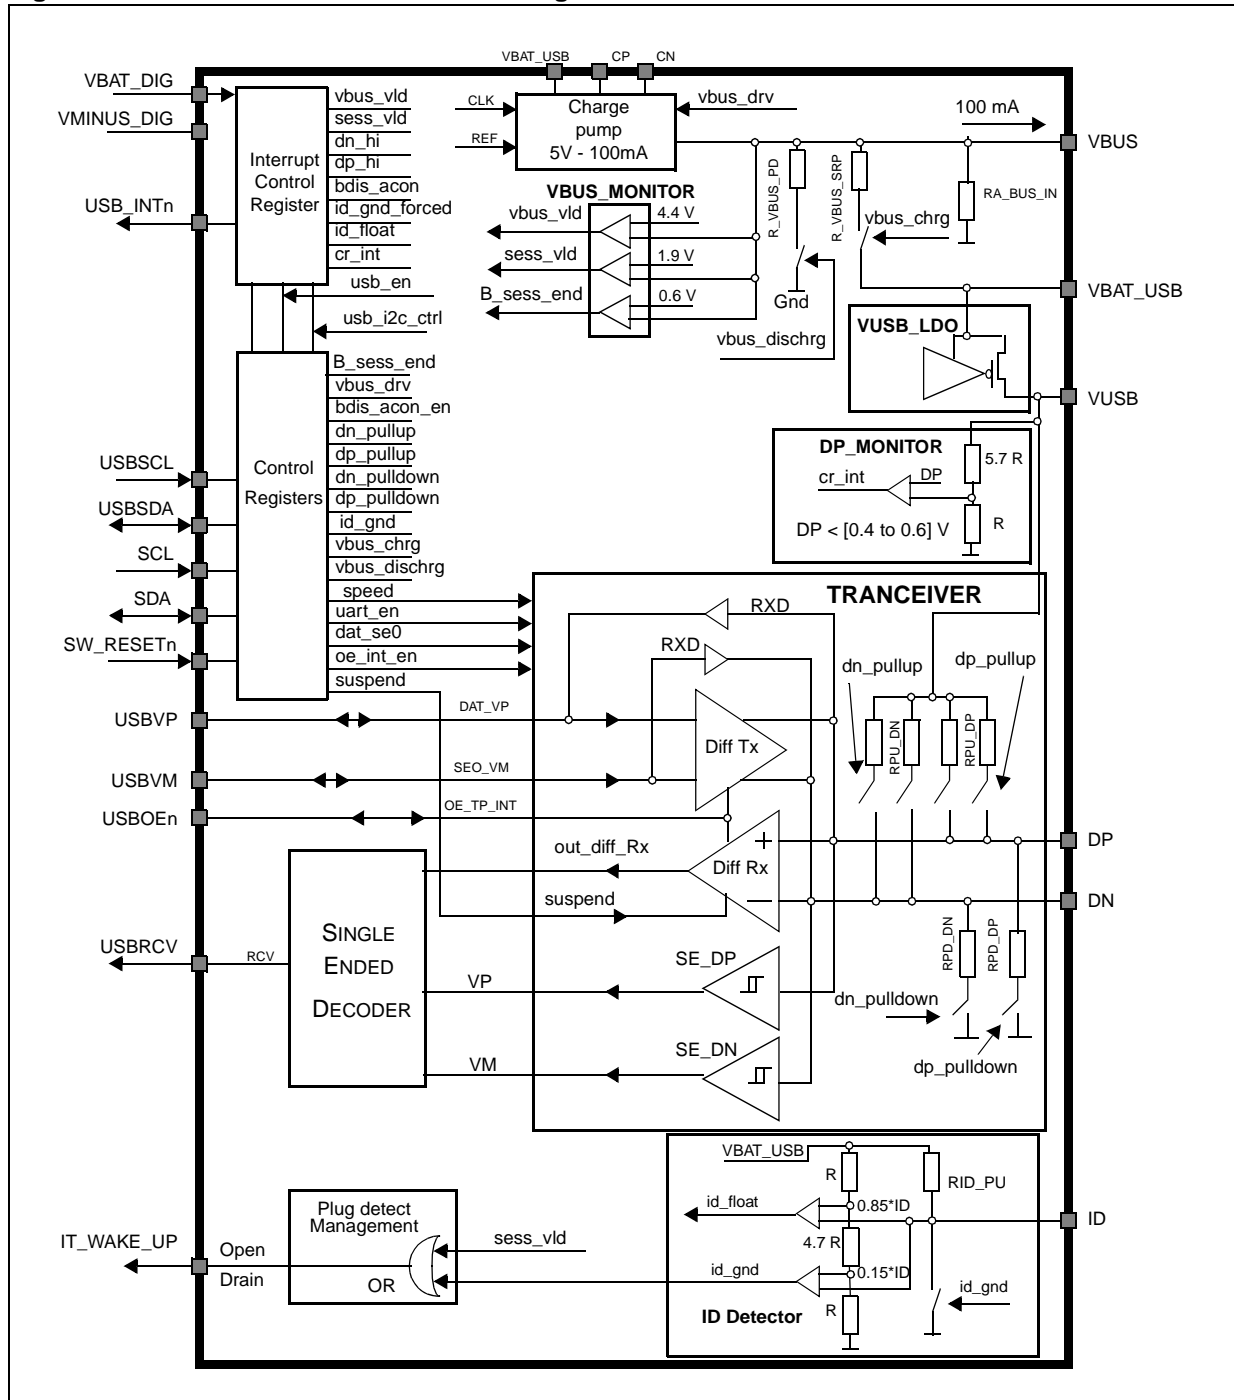 VBAT_USB
CP
CN
VBAT_DIG
VMINUS_DIG
USB_INTn
Interrupt
Control
Register
vbus_vld
sess_vld
dn_hi
dp_hi
bdis_acon
id_gnd_forced
id_float
cr_int
usb_en
usb_i2c_ctrl
CLK
REF
Charge
pump
5V - 100mA
vbus_drv
100 mA
VBUS
VBUS_MONITOR
vbus_vld
sess_vld
B_sess_end
4.4 V
1.9 V
0.6 V
R_VBUS_PD
R_VBUS_SRP
vbus_chrg
RA_BUS_IN
Gnd
vbus_dischrg
VBAT_USB
VUSB_LDO
VUSB
DP_MONITOR
cr_int
DP
5.7 R
R
DP < [0.4 to 0.6] V
USBSCL
USBSDA
SCL
SDA
SW_RESETn
Control
Registers
B_sess_end
vbus_drv
bdis_acon_en
dn_pullup
dp_pullup
dn_pulldown
dp_pulldown
id_gnd
vbus_chrg
vbus_dischrg
speed
uart_en
dat_se0
oe_int_en
suspend
TRANCEIVER
RXD
RXD
dn_pullup
dp_pullup
RPU_DN
RPU_DP
USBVP
DAT_VP
Diff Tx
USBVM
SEO_VM
USBOEn
OE_TP_INT
DP
DN
out_diff_Rx
Diff Rx
suspend
SINGLE
ENDED
DECODER
USBRCV
RCV
VP
VM
SE_DP
SE_DN
RPD_DN
RPD_DP
dn_pulldown
dp_pulldown
VBAT_USB
R
RID_PU
id_float
0.85*ID
ID
4.7 R
id_gnd
0.15*ID
R
id_gnd
ID Detector
Plug detect
Management
sess_vld
OR
IT_WAKE_UP
Open
Drain